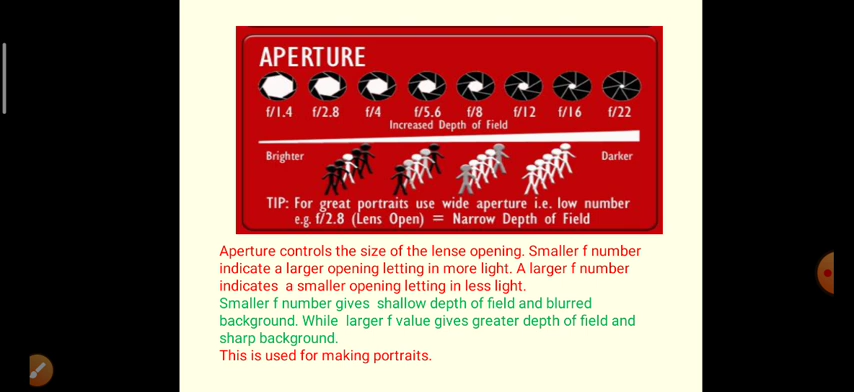 APERTURE
f/1.4 f/2.8 f/4 f/5.6 f/8 f/12 f/16 f/22
Increased Depth of Field
Brighter Darker
TIP: For great portraits use wide aperture i.e. low number
e.g. f/2.8 (Lens Open) = Narrow Depth of Field
Aperture controls the size of the lense opening. Smaller f number
indicate a larger opening letting in more light. A larger f number
indicates a smaller opening letting in less light.
Smaller f number gives shallow depth of field and blurred
background. While larger f value gives greater depth of field and
sharp background.
This is used for making portraits.